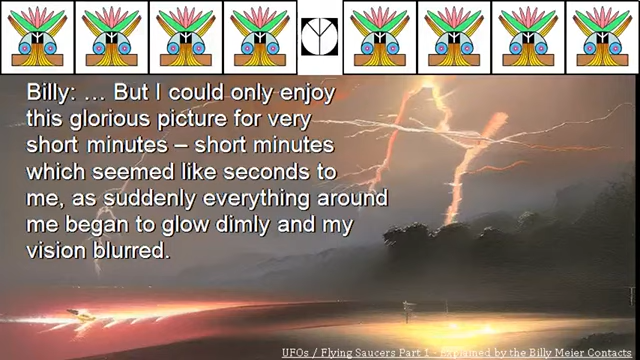 Billy: … But I could only enjoy
this glorious picture for very
short minutes – short minutes
which seemed like seconds to
me, as suddenly everything around
me began to glow dimly and my
vision blurred.
UFOs / Flying Saucers Part 1 - Explained by the Billy Meier Contacts